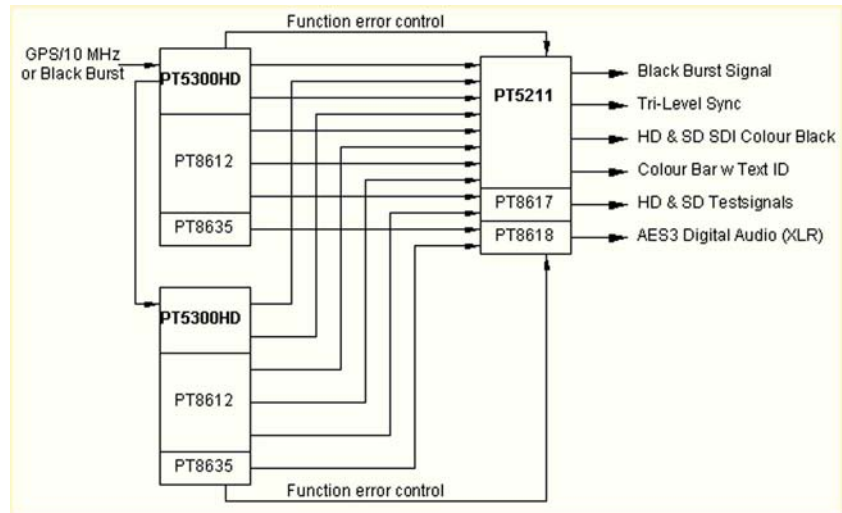 Function error control
GPS/10 MHz
or Black Burst
PT5300HD
PT8612
PT8635
PT5300HD
PT8612
PT8635
PT5211
PT8617
PT8618
Black Burst Signal
Tri-Level Sync
HD & SD SDI Colour Black
Colour Bar w Text ID
HD & SD Testsignals
AES3 Digital Audio (XLR)
Function error control